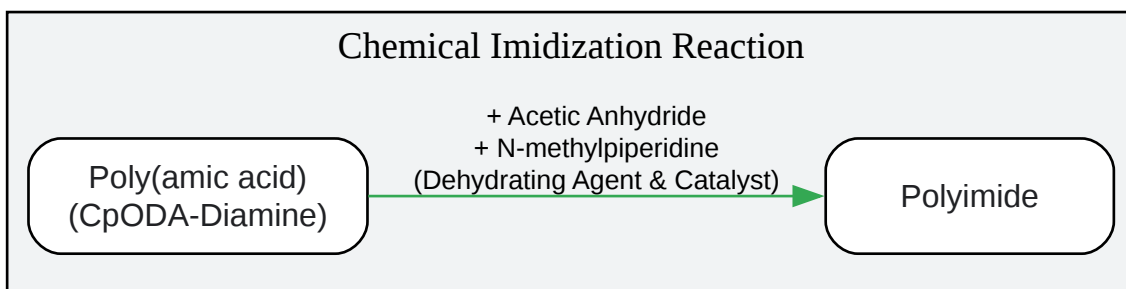 Chemical Imidization Reaction
+ Acetic Anhydride
+ N-methylpiperidine
(Dehydrating Agent & Catalyst)
Poly(amic acid)
(CpODA-Diamine)
Polyimide